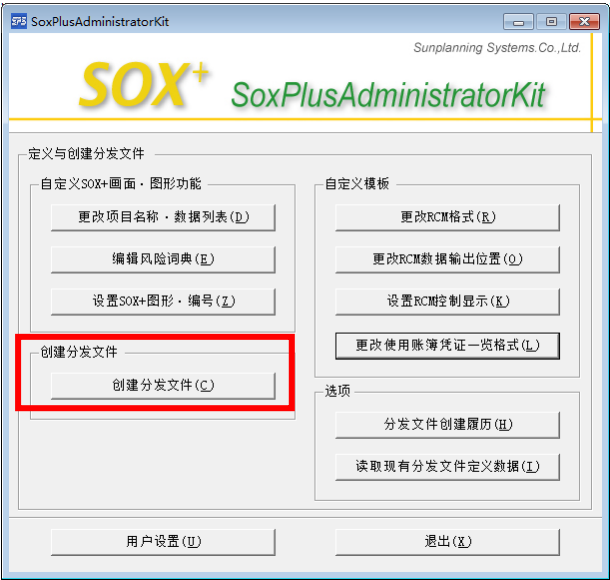 SPS SoxPlusAdministratorKit
Sunplanning Systems.Co.,Ltd.
SOX+ SoxPlusAdministratorKit
定义与创建分发文件
自定义SOX+画面・图形功能
更改项目名称・数据列表(D)
编辑风险词典(E)
设置SOX+图形・编号(Z)
创建分发文件
创建分发文件(C)
自定义模板
更改RCM格式(R)
更改RCM数据输出位置(O)
设置RCM控制显示(K)
更改使用账簿凭证一览格式(L)
选项
分发文件创建履历(H)
读取现有分发文件定义数据(I)
用户设置(U)
退出(X)